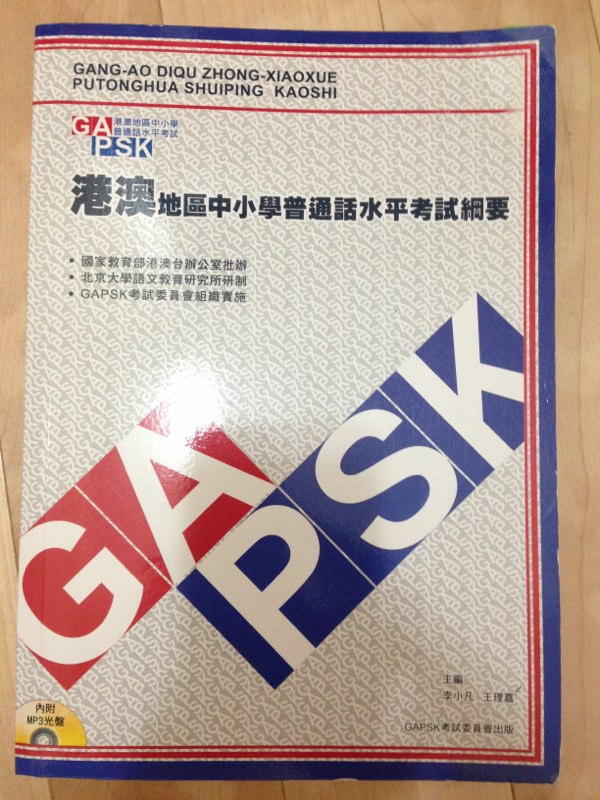 GANG-AO DIQU ZHONG-XIAOXUE
PUTONGHUA SHUIPING KAOSHI
GA
PSK
港澳地區中小學
普通話水平考試
港澳地區中小學普通話水平考試綱要
• 國家教育部港澳台辦公室批辦
• 北京大學語文教育研究所研制
• GAPSK考試委員會組織實施
GA
PSK
主編
李小凡 王理嘉
內附
MP3光盤
GAPSK考試委員會出版